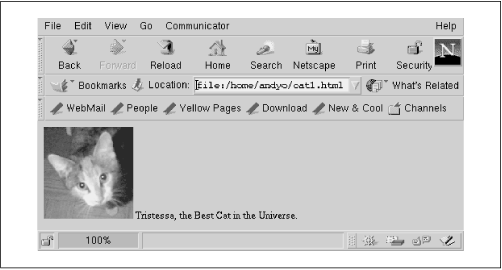 File Edit View Go Communicator Help
Back Forward Reload Home Search Netscape Print Security N
Bookmarks Location: file:/home/andyo/cat1.html What's Related
WebMail People Yellow Pages Download New & Cool Channels
Tristessa, the Best Cat in the Universe.
100%